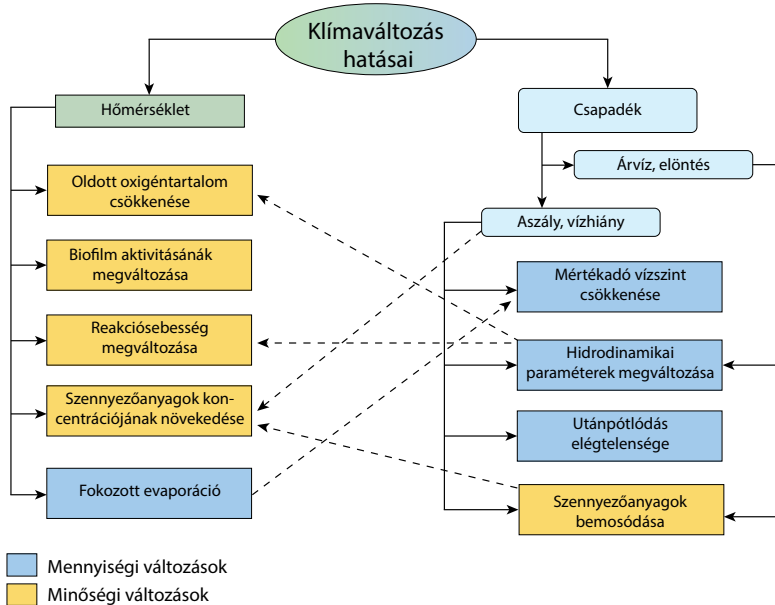 Klímaváltozás
hatásai
Hőmérséklet
Oldott oxigéntartalom
csökkenése
Biofilm aktivitásának
megváltozása
Reakciósebesség
megváltozása
Szennyezőanyagok kon-
centrációjának növekedése
Fokozott evaporáció
Csapadék
Árvíz, elöntés
Aszály, vízhiány
Mértékadó vízszint
csökkenése
Hidrodinamikai
paraméterek megváltozása
Utánpótlódás
elégtelensége
Szennyezőanyagok
bemosódása
Mennyiségi változások
Minőségi változások